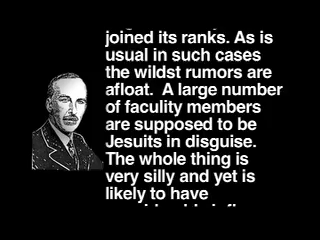 joined its ranks. As is
usual in such cases
the wildst rumors are
afloat.  A large number
of faculity members
are supposed to be
Jesuits in disguise.
The whole thing is
very silly and yet is
likely to have